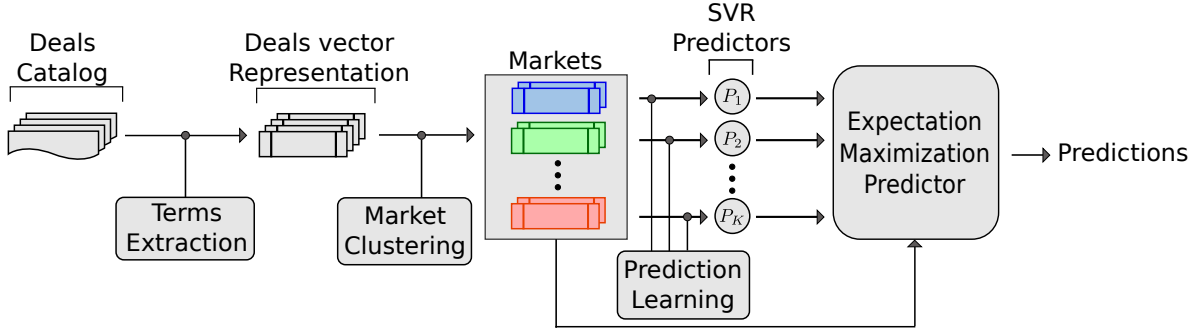 Deals
Catalog
Deals vector
Representation
Markets
SVR
Predictors
P1
P2
PK
Terms
Extraction
Market
Clustering
Prediction
Learning
Expectation
Maximization
Predictor
Predictions